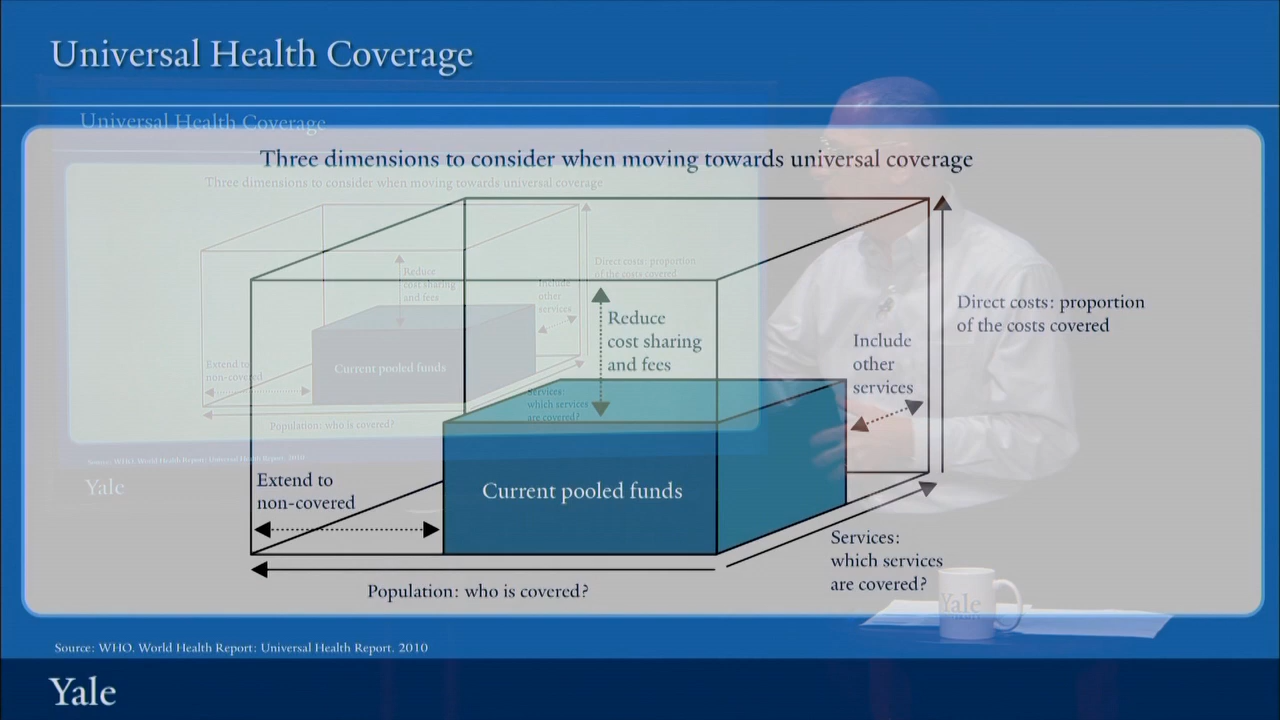 Universal Health Coverage
Universal Health Coverage
Three dimensions to consider when moving towards universal coverage
Three dimensions to consider when moving towards universal coverage
Direct costs: proportion
of the costs covered
Reduce
cost sharing
and fees
Include
other
services
Extend to
non-covered
Current pooled funds
Services:
which services
are covered?
Population: who is covered?
Source: WHO. World Health Report: Universal Health Report. 2010
Yale
Reduce
cost sharing
and fees
Include
other
services
Direct costs: proportion
of the costs covered
Extend to
non-covered
Current pooled funds
Services:
which services
are covered?
Population: who is covered?
Yale
Source: WHO. World Health Report: Universal Health Report. 2010
Yale